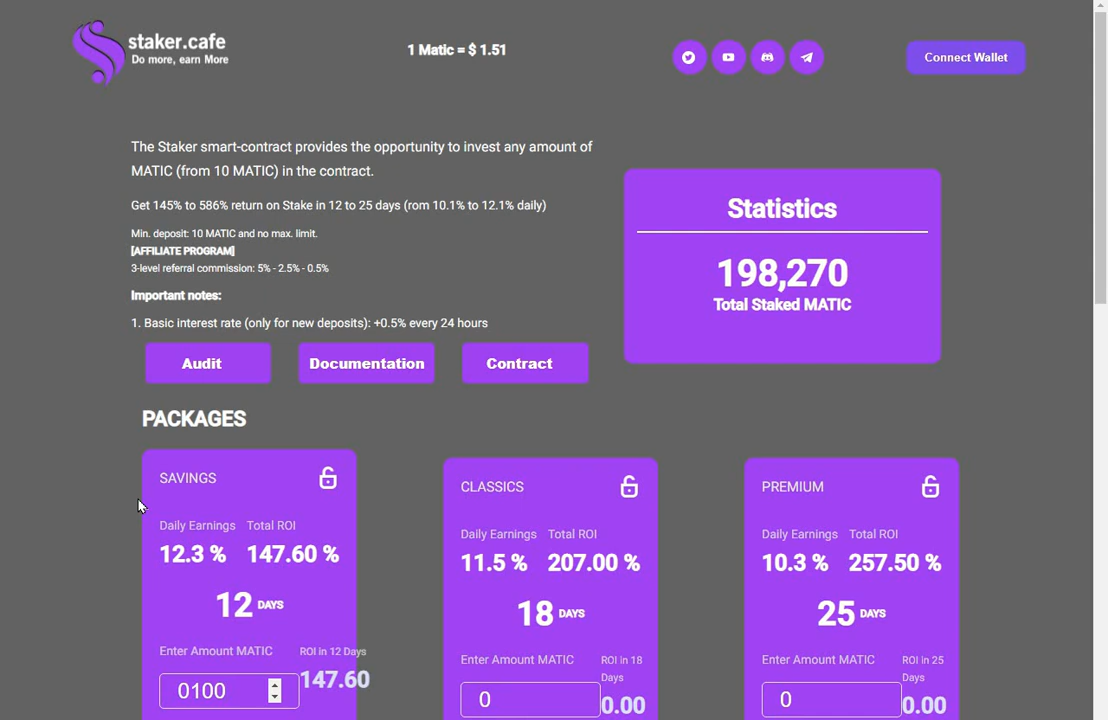 staker.cafe
Do more, earn More
1 Matic = $ 1.51
Connect Wallet
The Staker smart-contract provides the opportunity to invest any amount of
MATIC (from 10 MATIC) in the contract.
Get 145% to 586% return on Stake in 12 to 25 days (rom 10.1% to 12.1% daily)
Min. deposit: 10 MATIC and no max. limit.
[AFFILIATE PROGRAM]
3-level referral commission: 5% - 2.5% - 0.5%
Important notes:
1. Basic interest rate (only for new deposits): +0.5% every 24 hours
Audit
Documentation
Contract
Statistics
198,270
Total Staked MATIC
PACKAGES
SAVINGS
Daily Earnings Total ROI
12.3 % 147.60 %
12 DAYS
Enter Amount MATIC
ROI in 12 Days
0100
147.60
CLASSICS
Daily Earnings Total ROI
11.5 % 207.00 %
18 DAYS
Enter Amount MATIC
ROI in 18
Days
0
0.00
PREMIUM
Daily Earnings Total ROI
10.3 % 257.50 %
25 DAYS
Enter Amount MATIC
ROI in 25
Days
0
0.00